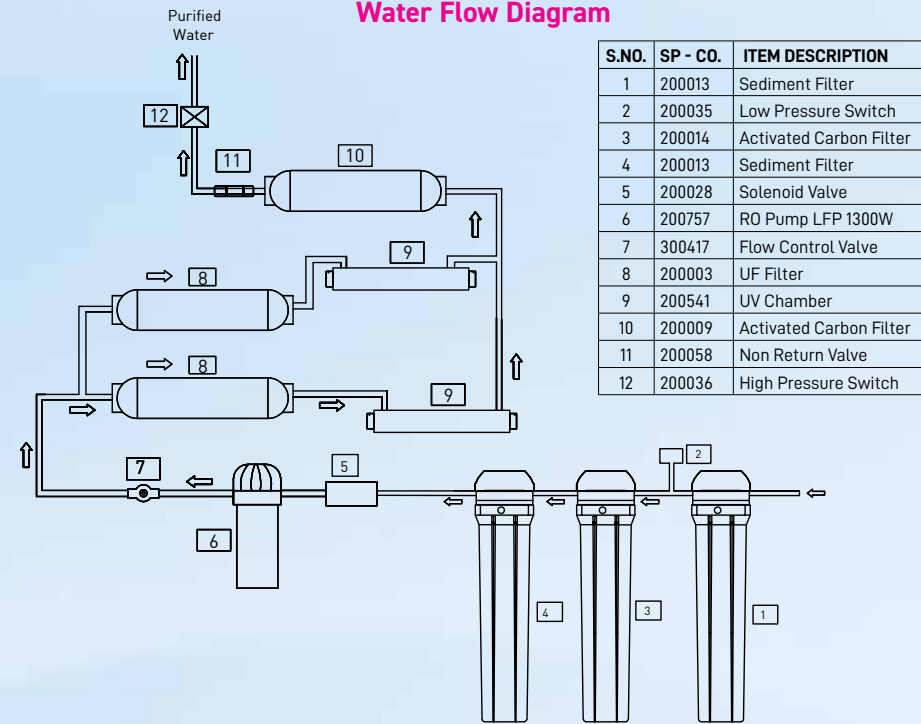 Water Flow Diagram
Purified
Water
S.NO. SP - CO. ITEM DESCRIPTION
1 200013 Sediment Filter
2 200035 Low Pressure Switch
3 200014 Activated Carbon Filter
4 200013 Sediment Filter
5 200028 Solenoid Valve
6 200757 RO Pump LFP 1300W
7 300417 Flow Control Valve
8 200003 UF Filter
9 200541 UV Chamber
10 200009 Activated Carbon Filter
11 200058 Non Return Valve
12 200036 High Pressure Switch
12
11
10
9
8
8
9
7
5
2
6
4
3
1